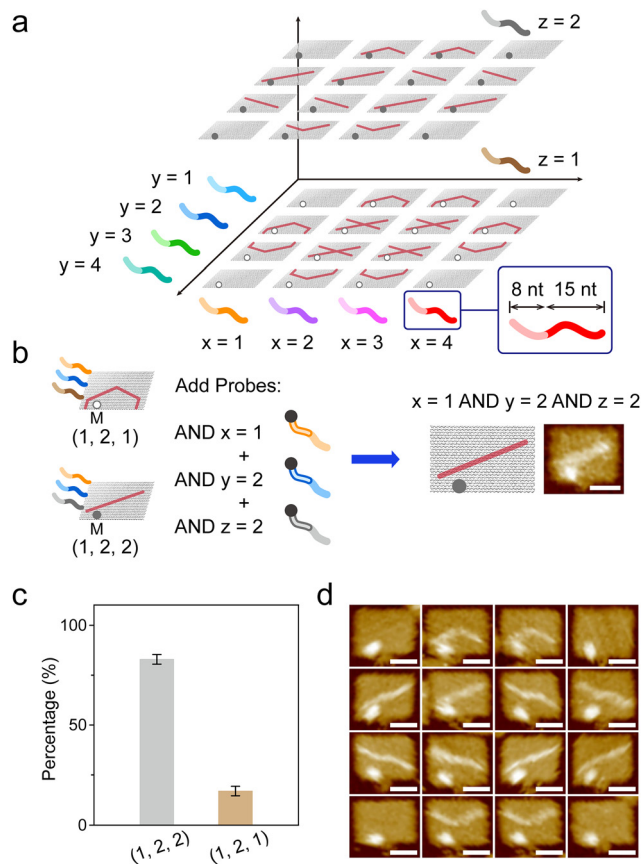 a
z = 2
z = 1
y = 1
y = 2
y = 3
y = 4
8 nt 15 nt
x = 1 x = 2 x = 3 x = 4
b
Add Probes:
x = 1 AND y = 2 AND z = 2
M
(1, 2, 1)
AND x = 1
+
AND y = 2
+
AND z = 2
M
(1, 2, 2)
c
d
Percentage (%)
100
50
0
(1, 2, 2) (1, 2, 1)